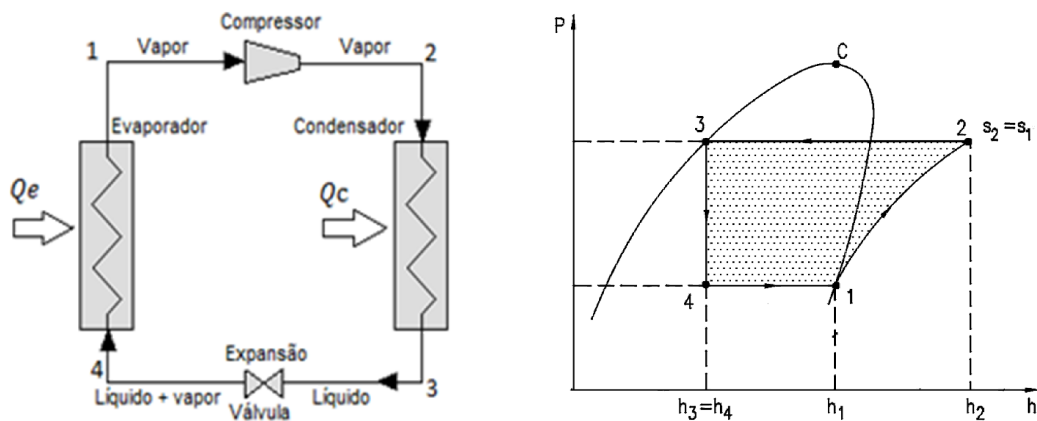 Compressor
1 Vapor Vapor 2
Evaporador Condensador
Qe Qc
4 Expansão 3
Líquido + vapor Válvula Líquido
P
C
3 2 s₂=s₁
4 1
h₃=h₄ h₁ h₂ h